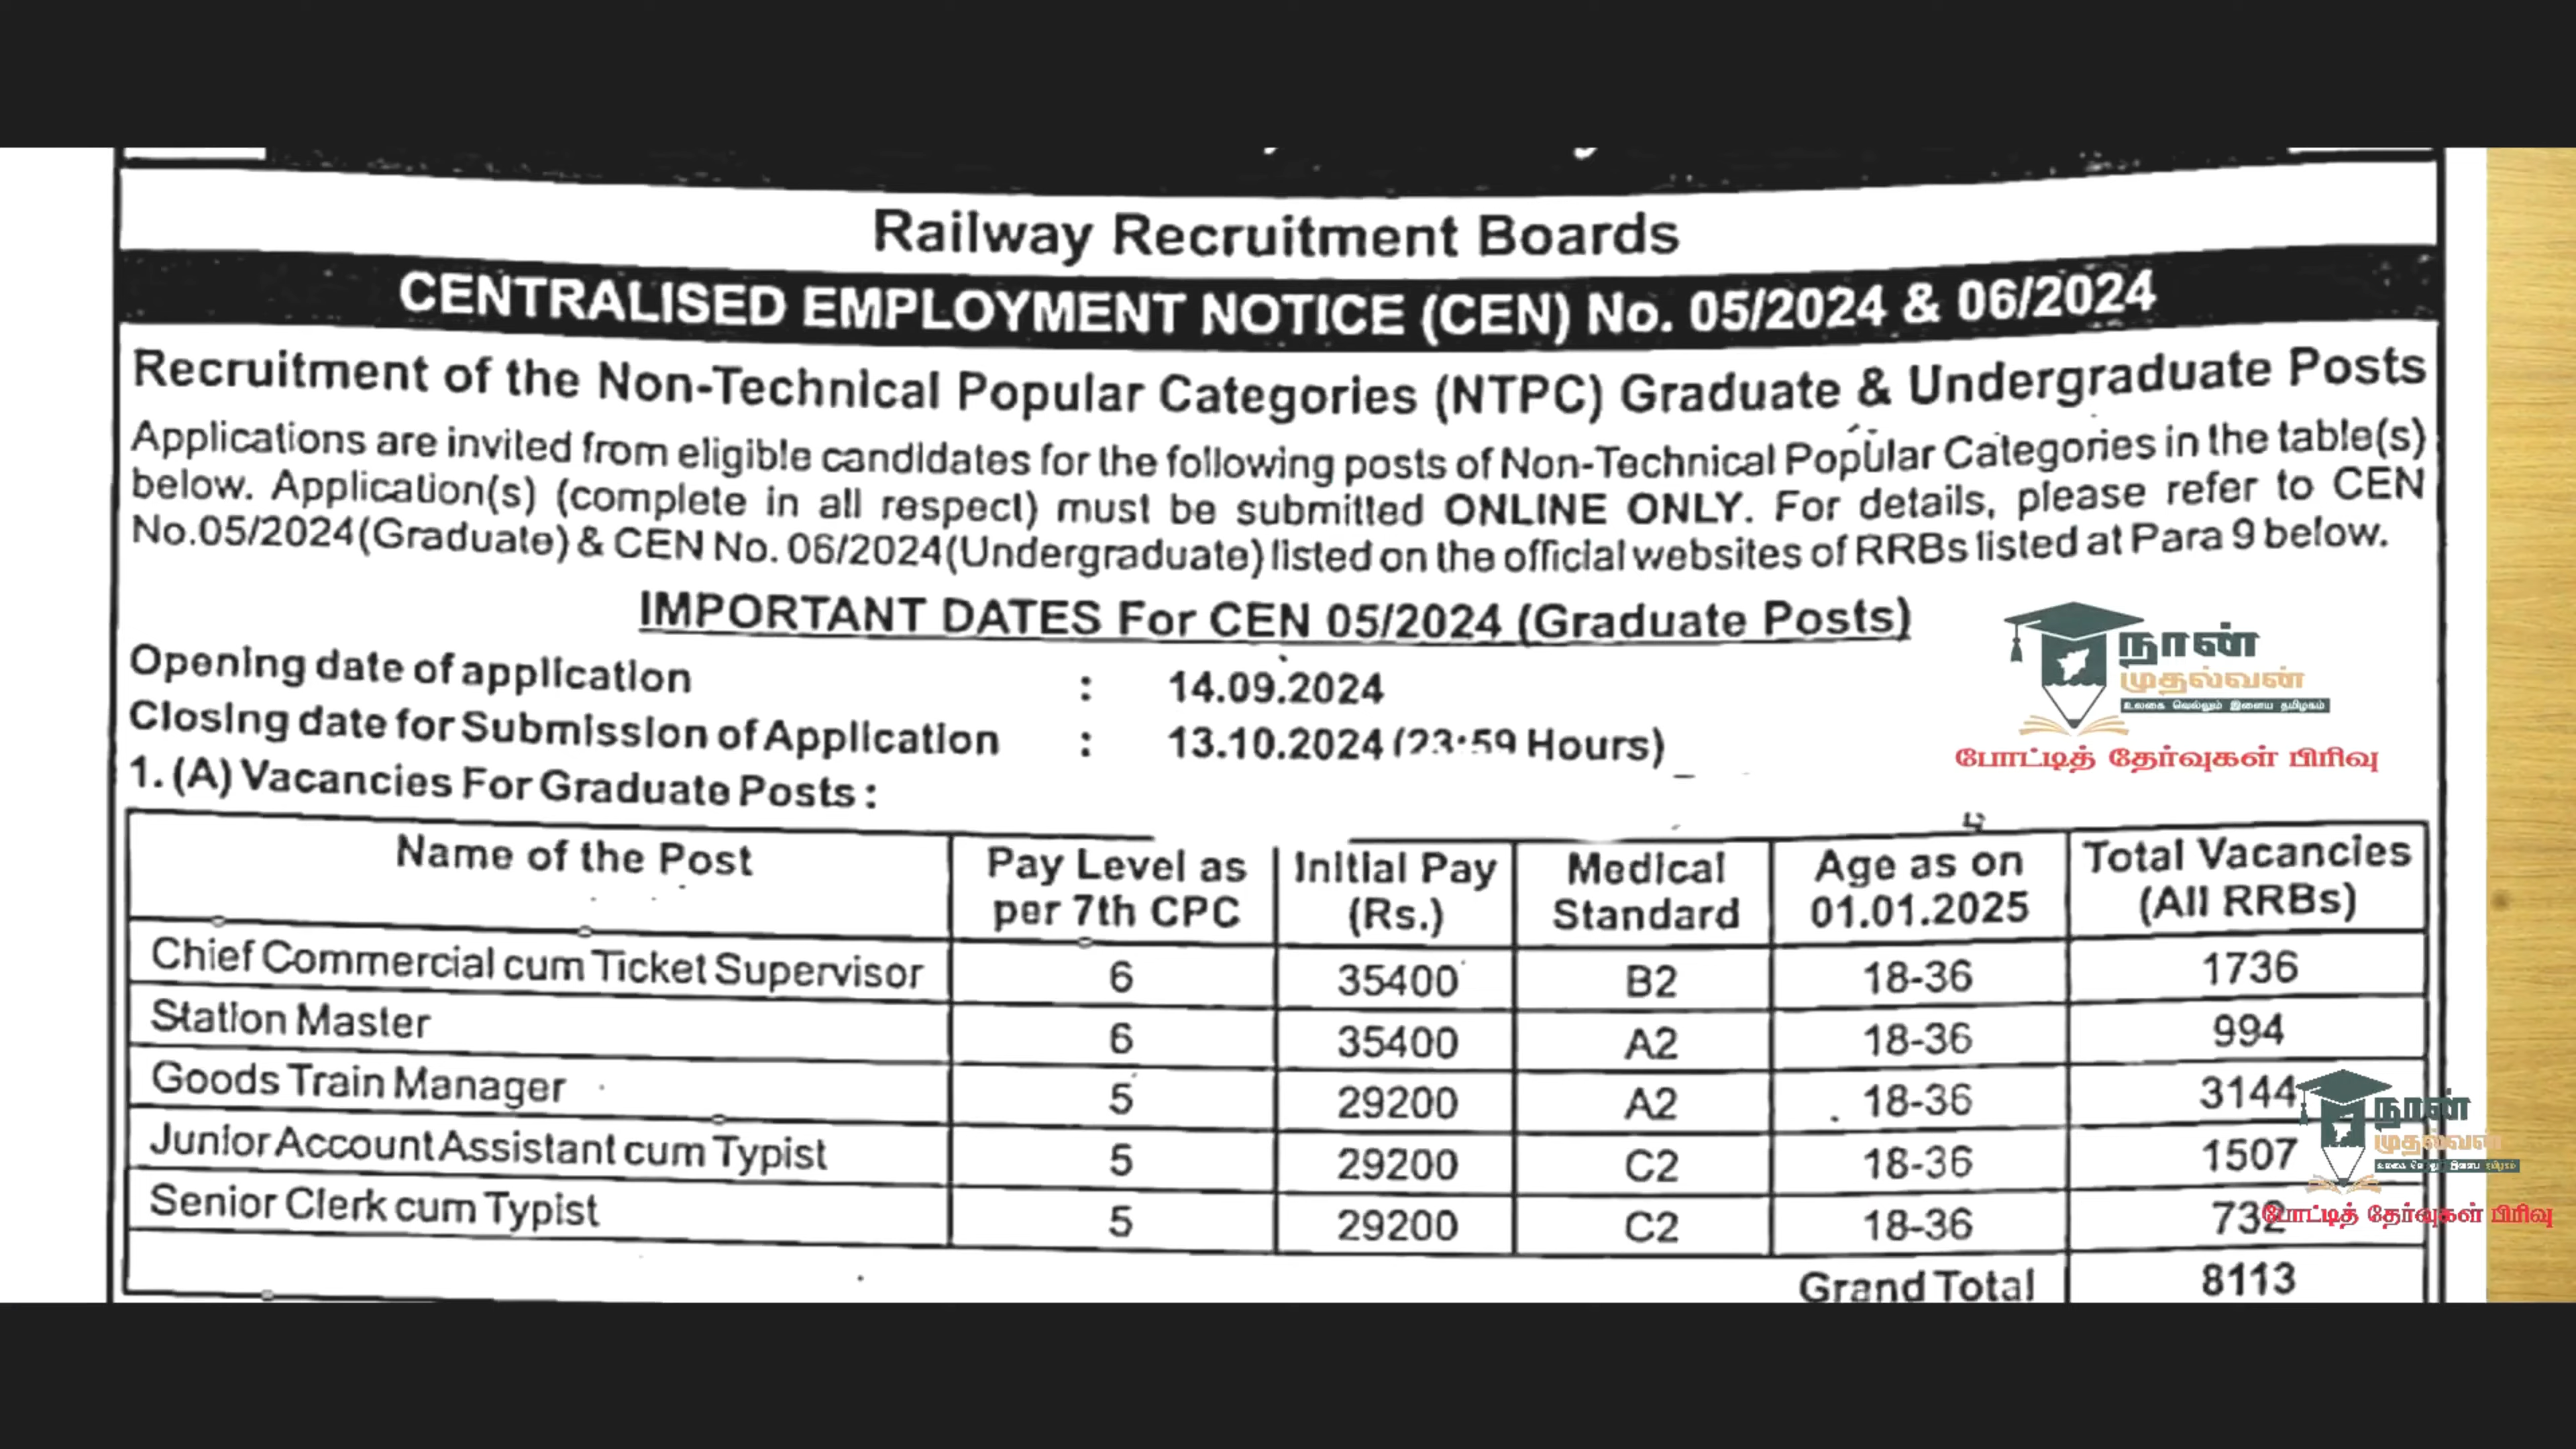 Railway Recruitment Boards
CENTRALISED EMPLOYMENT NOTICE (CEN) No. 05/2024 & 06/2024
Recruitment of the Non-Technical Popular Categories (NTPC) Graduate & Undergraduate Posts
Applications are invited from eligible candidates for the following posts of Non-Technical Popular Categories in the table(s)
below. Application(s) (complete in all respect) must be submitted ONLINE ONLY. For details, please refer to CEN
No.05/2024(Graduate) & CEN No. 06/2024(Undergraduate) listed on the official websites of RRBs listed at Para 9 below.
IMPORTANT DATES For CEN 05/2024 (Graduate Posts)
Opening date of application : 14.09.2024
Closing date for Submission of Application : 13.10.2024 (23:59 Hours)
1. (A) Vacancies For Graduate Posts :
நான்
முதல்வன்
உலகை வெல்லும் இளைய தமிழகம்
போட்டித் தேர்வுகள் பிரிவு
Name of the Post Pay Level as per 7th CPC Initial Pay (Rs.) Medical Standard Age as on 01.01.2025 Total Vacancies (All RRBs)
Chief Commercial cum Ticket Supervisor 6 35400 B2 18-36 1736
Station Master 6 35400 A2 18-36 994
Goods Train Manager 5 29200 A2 18-36 3144
Junior Account Assistant cum Typist 5 29200 C2 18-36 1507
Senior Clerk cum Typist 5 29200 C2 18-36 732
Grand Total 8113
நான்
முதல்வன்
உலகை வெல்லும் இளைய தமிழகம்
போட்டித் தேர்வுகள் பிரிவு